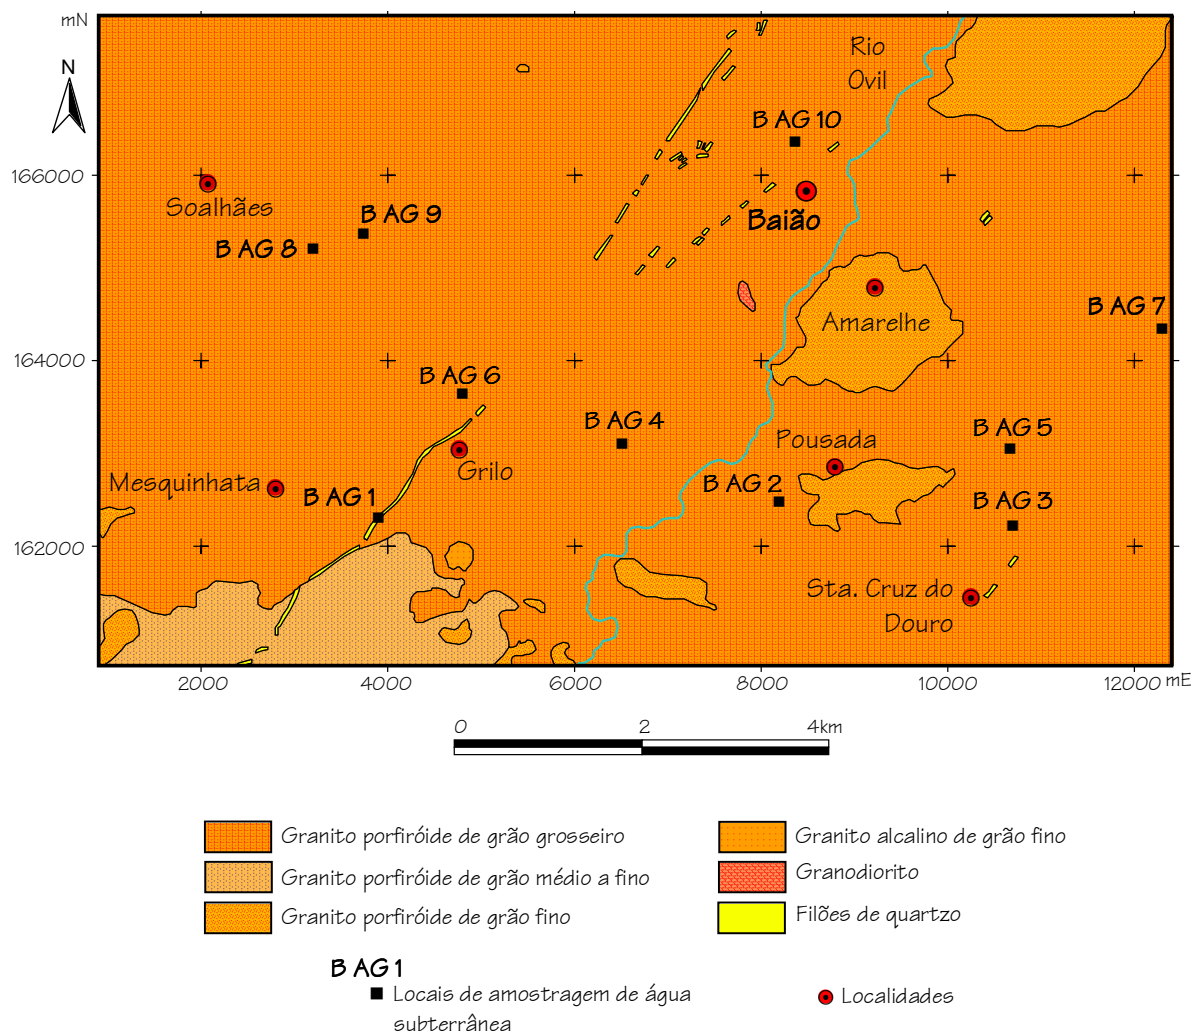 mN
N
Rio
Ovil
B AG 10
166000
Soalhães
B AG 9
Baião
B AG 8
B AG 7
Amarelhe
164000
B AG 6
B AG 4
B AG 5
Pousada
Grilo
Mesquinhata
B AG 2
B AG 1
B AG 3
162000
Sta. Cruz do
Douro
2000
4000
6000
8000
10000
12000 mE
0 2 4km
Granito porfiróide de grão grosseiro
Granito porfiróide de grão médio a fino
Granito porfiróide de grão fino
Granito alcalino de grão fino
Granodiorito
Filões de quartzo
B AG 1
Locais de amostragem de água
subterrânea
Localidades